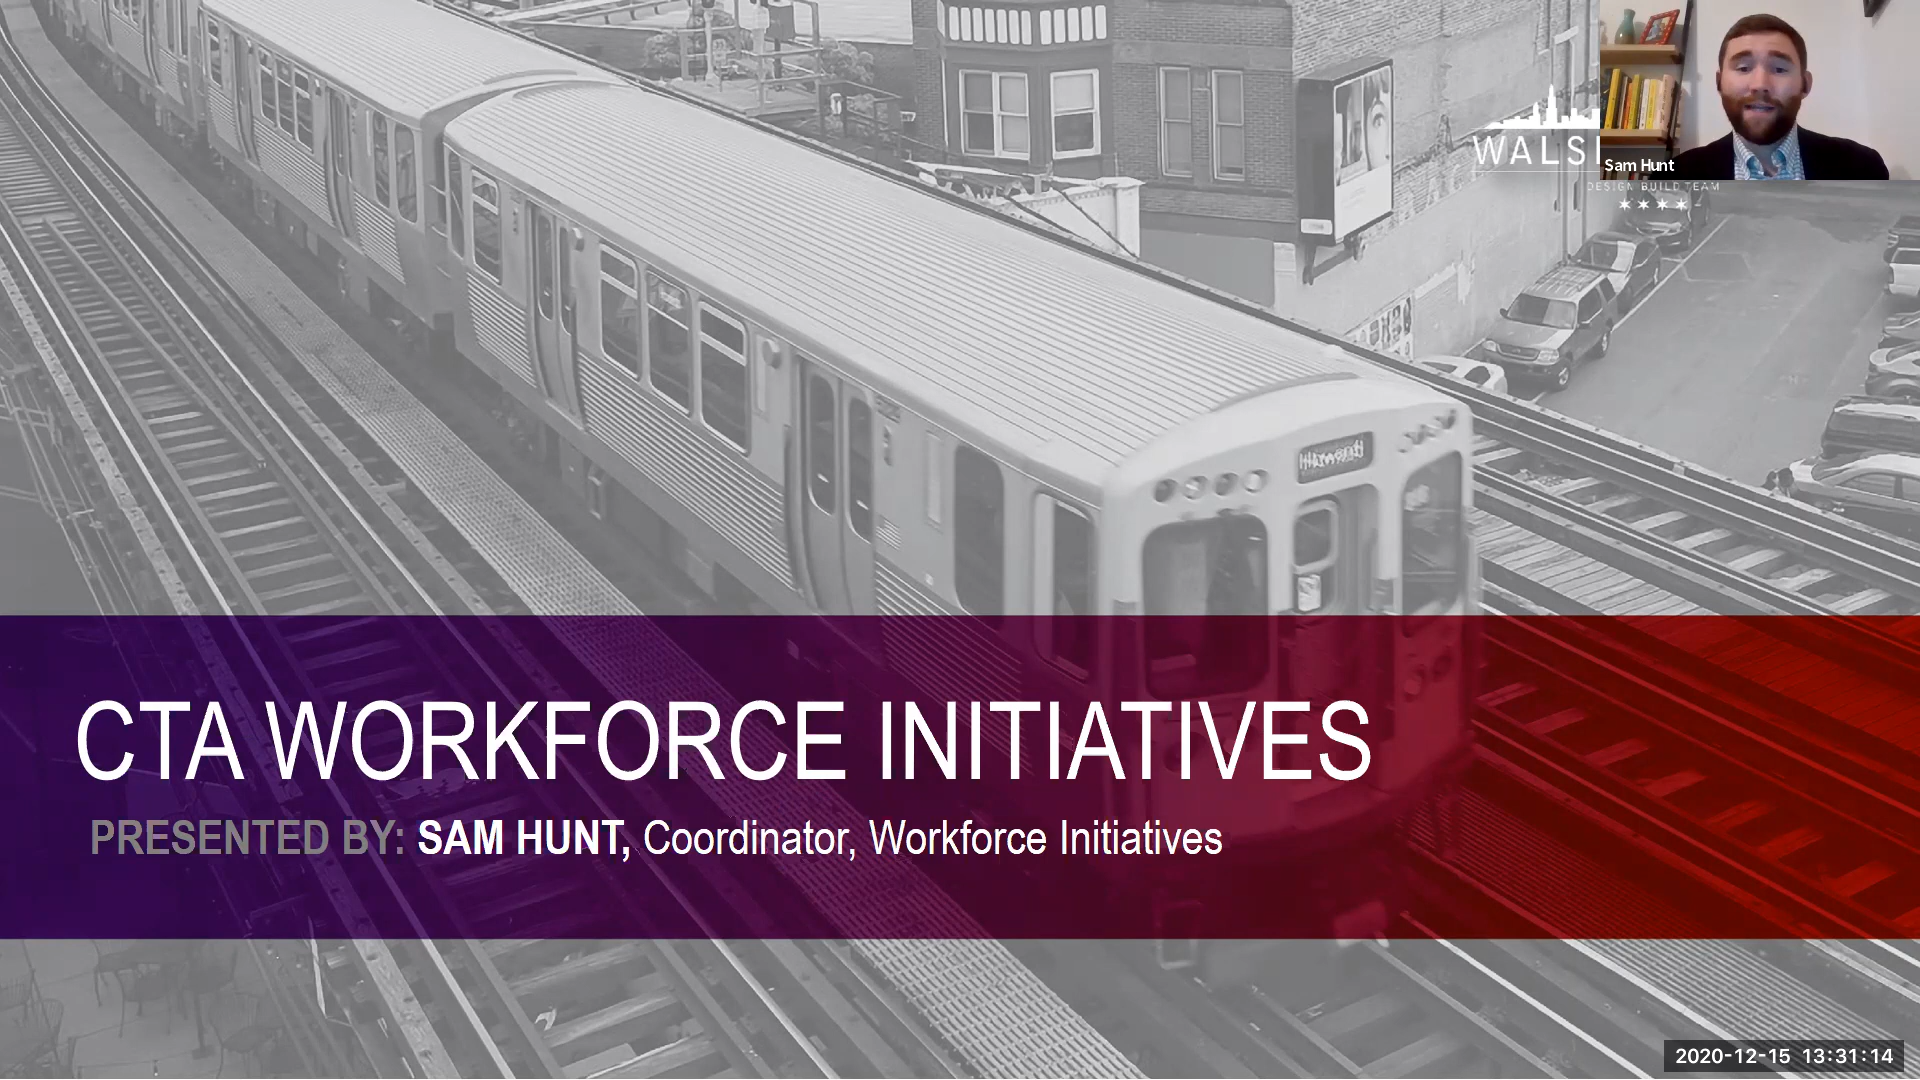 WALS
Sam Hunt
DESIGN BUILD TEAM
CTA WORKFORCE INITIATIVES
PRESENTED BY: SAM HUNT, Coordinator, Workforce Initiatives
2020-12-15 13:31:14